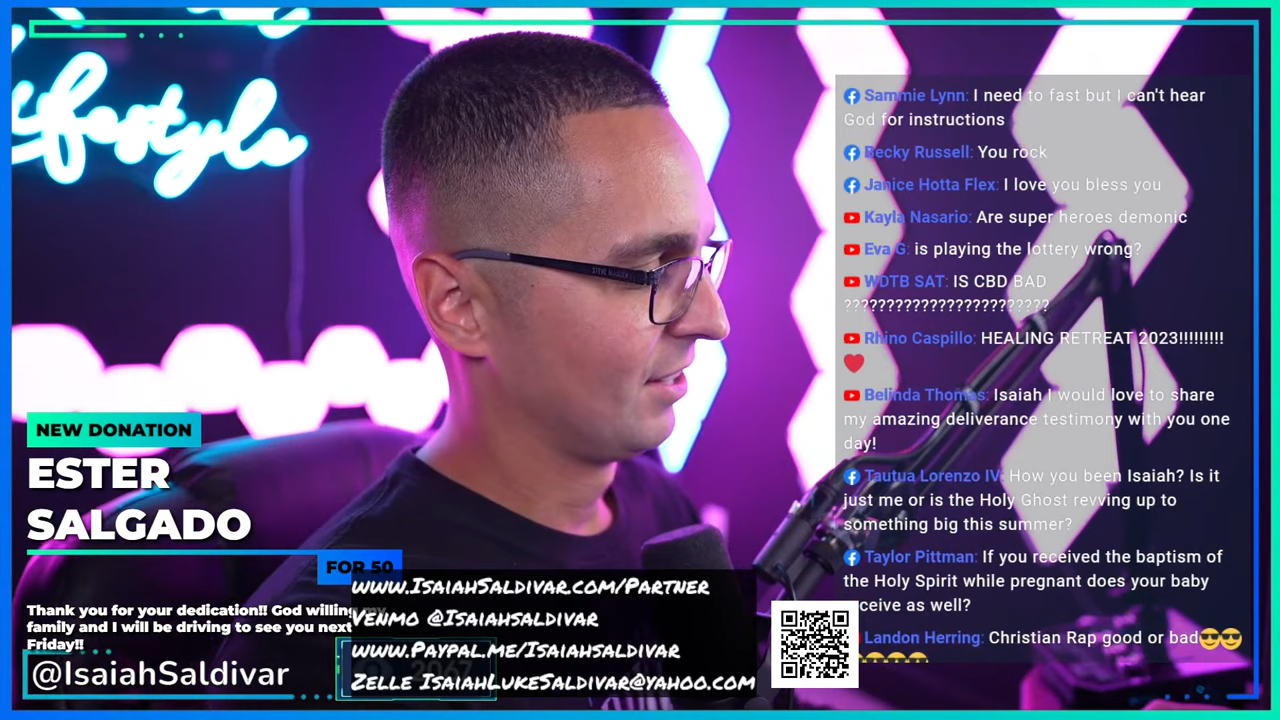 Lifestyle
Sammie Lynn: I need to fast but I can't hear
God for instructions
Becky Russell: You rock
Janice Hotta Flex: I love you bless you
Kayla Nasario: Are super heroes demonic
Eva G: is playing the lottery wrong?
WDTB SAT: IS CBD BAD
????????????????????????
Rhino Caspillo: HEALING RETREAT 2023!!!!!!!!!
❤️
Belinda Thomas: Isaiah I would love to share
my amazing deliverance testimony with you one
day!
Tautua Lorenzo IV: How you been Isaiah? Is it
just me or is the Holy Ghost revving up to
something big this summer?
Taylor Pittman: If you received the baptism of
the Holy Spirit while pregnant does your baby
receive as well?
Landon Herring: Christian Rap good or bad😎😎
NEW DONATION
ESTER
SALGADO
FOR 50
Thank you for your dedication!! God willing my
family and I will be driving to see you next
Friday!!
@IsaiahSaldivar
www.IsaiahSaldivar.com/Partner
Venmo @Isaiahsaldivar
www.Paypal.me/Isaiahsaldivar
Zelle IsaiahLukeSaldivar@yahoo.com